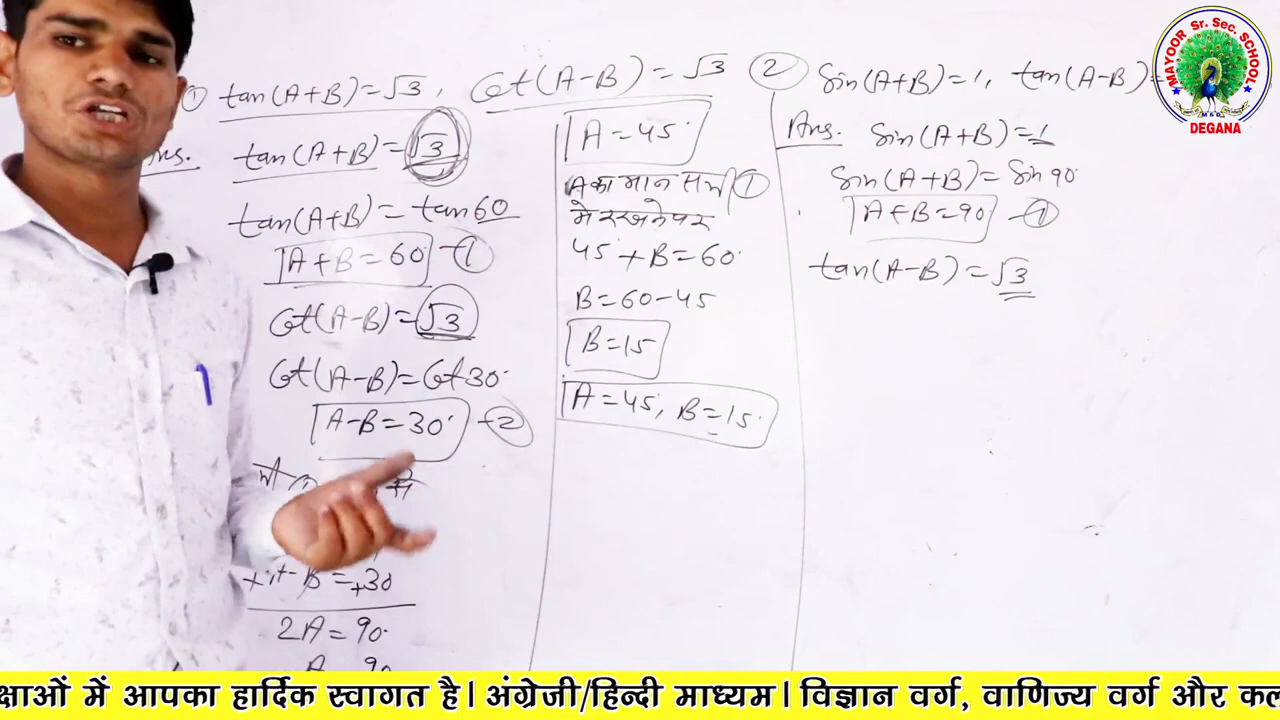 ① tan(A+B)=√3, Cot(A-B)=√3
Ans. tan(A+B)=√3
tan(A+B)=tan60
A+B=60° -①
Cot(A-B)=√3
Cot(A-B)=Cot30°
A-B=30° -②
2A=90°
A=45°
A का मान समी ①
में रखने पर
45°+B=60°
B=60-45
B=15
A=45°, B=15°
② Sin(A+B)=1, tan(A-B)=
Ans. Sin(A+B)=1
Sin(A+B)=Sin90°
A+B=90° -①
tan(A-B)=√3
MAYOOR Sr. Sec. SCHOOL
DEGANA
क्षाओं में आपका हार्दिक स्वागत है। अंग्रेजी/हिन्दी माध्यम। विज्ञान वर्ग, वाणिज्य वर्ग और कल